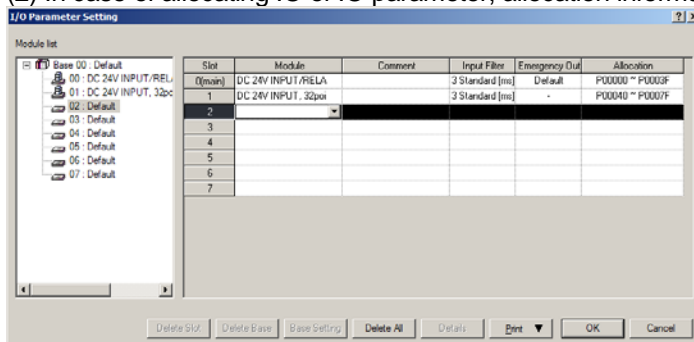 (2) In case of allocating IO of IO parameter, allocation
I/O Parameter Setting
Module list
Base 00 : Default
00 : DC 24V INPUT/REL
01 : DC 24V INPUT, 32po
02 : Default
03 : Default
04 : Default
05 : Default
06 : Default
07 : Default
Slot Module Comment Input Filter Emergency Out Allocation
0(main) DC 24V INPUT/RELA 3 Standard [ms] Default P00000 ~ P0003F
1 DC 24V INPUT, 32poi 3 Standard [ms] - P00040 ~ P0007F
2
3
4
5
6
7
Delete Slot Delete Base Base Setting Delete All Details Print ▼ OK Cancel